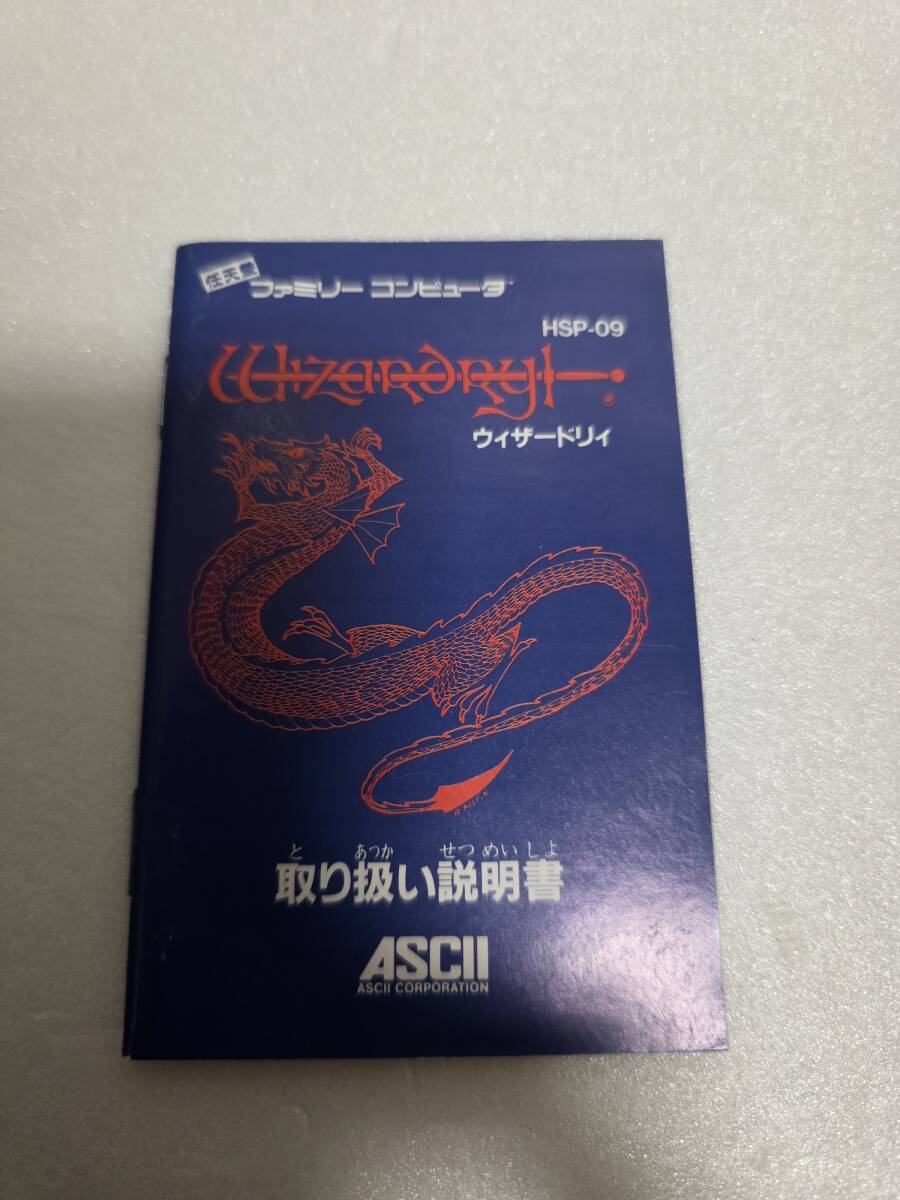 任天堂
ファミリー コンピュータ™
HSP-09
Wizardry®
ウィザードリィ
と あつか せつめいしょ
取り扱い説明書
ASCII
ASCII CORPORATION